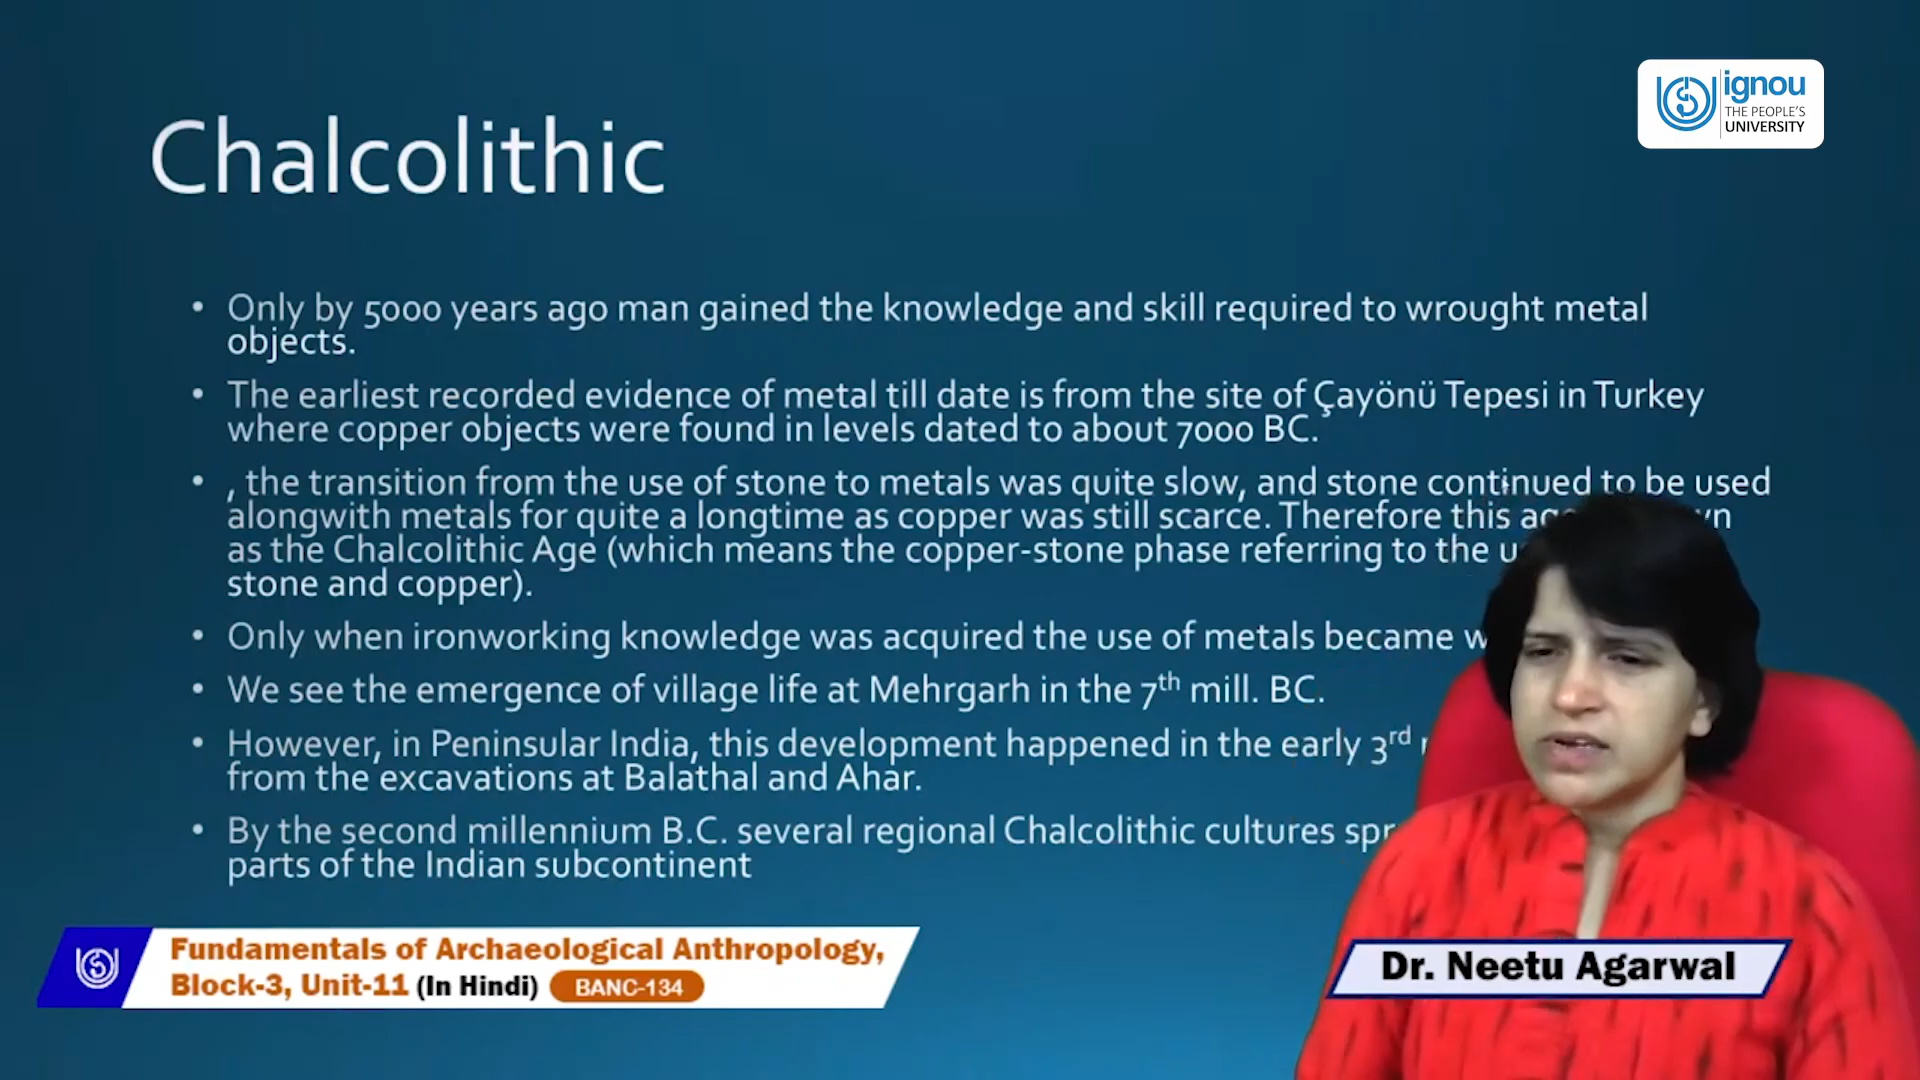 ignou
THE PEOPLE'S
UNIVERSITY
Chalcolithic
• Only by 5000 years ago man gained the knowledge and skill required to wrought metal
objects.
• The earliest recorded evidence of metal till date is from the site of Çayönü Tepesi in Turkey
where copper objects were found in levels dated to about 7000 BC.
• , the transition from the use of stone to metals was quite slow, and stone continued to be used
alongwith metals for quite a longtime as copper was still scarce. Therefore this
as the Chalcolithic Age (which means the copper-stone phase referring to the
stone and copper).
• Only when ironworking knowledge was acquired the use of metals became
• We see the emergence of village life at Mehrgarh in the 7th mill. BC.
• However, in Peninsular India, this development happened in the early 3rd
from the excavations at Balathal and Ahar.
• By the second millennium B.C. several regional Chalcolithic cultures
parts of the Indian subcontinent
Fundamentals of Archaeological Anthropology,
Block-3, Unit-11 (In Hindi) BANC-134
Dr. Neetu Agarwal